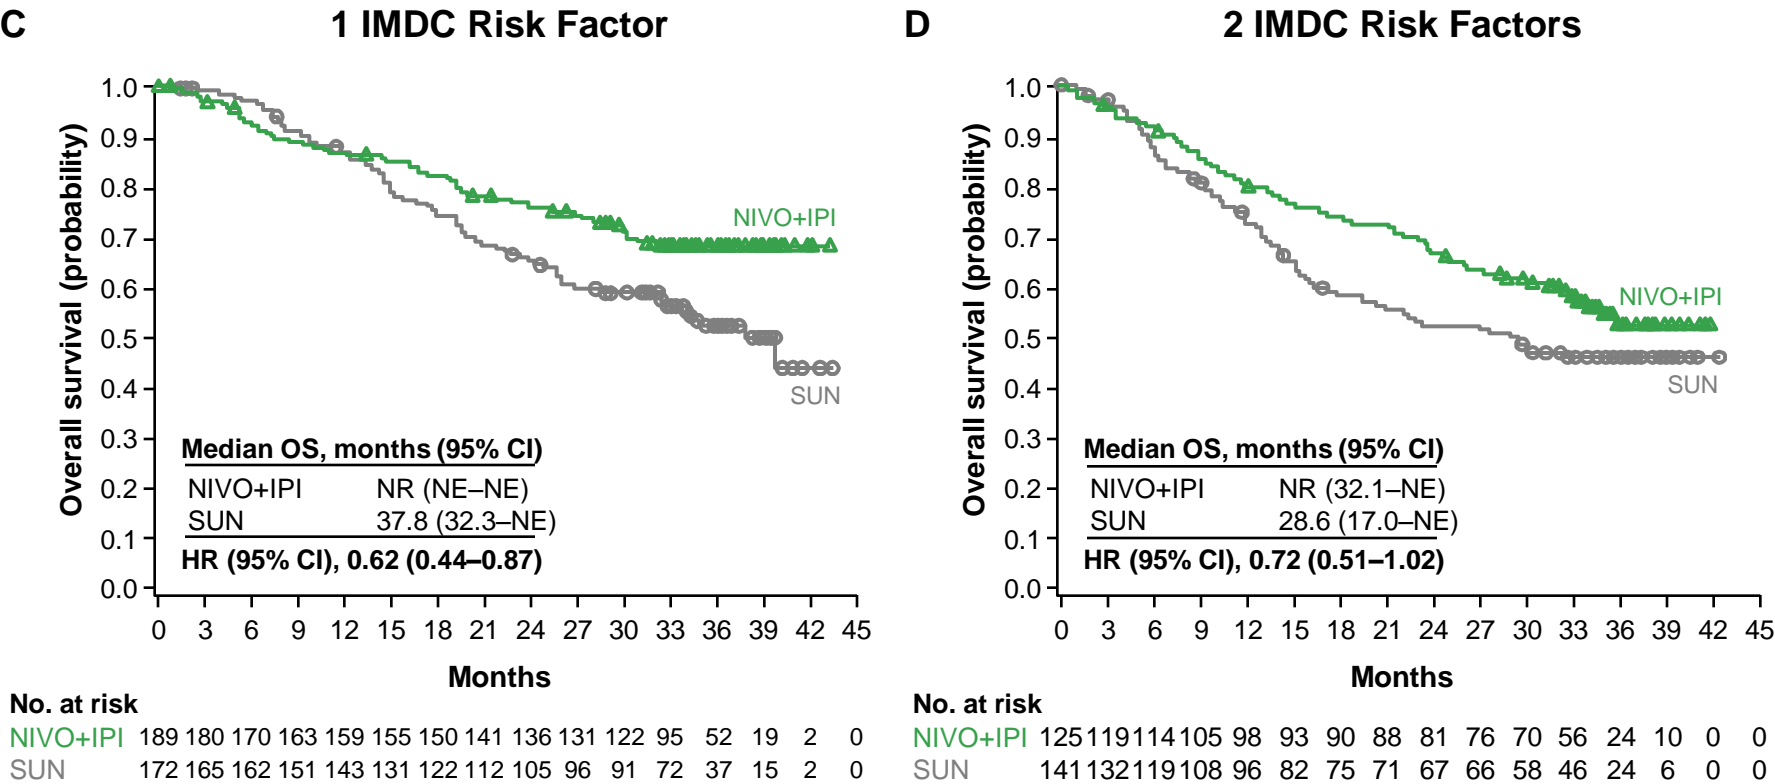 C 1 IMDC Risk Factor
Overall survival (probability)
1.0
0.9
0.8
0.7
0.6
0.5
0.4
0.3
0.2
0.1
0.0
NIVO+IPI
SUN
Median OS, months (95% CI)
NIVO+IPI NR (NE–NE)
SUN 37.8 (32.3–NE)
HR (95% CI), 0.62 (0.44–0.87)
0 3 6 9 12 15 18 21 24 27 30 33 36 39 42 45
Months
No. at risk
NIVO+IPI 189 180 170 163 159 155 150 141 136 131 122 95 52 19 2 0
SUN 172 165 162 151 143 131 122 112 105 96 91 72 37 15 2 0
D 2 IMDC Risk Factors
Overall survival (probability)
1.0
0.9
0.8
0.7
0.6
0.5
0.4
0.3
0.2
0.1
0.0
NIVO+IPI
SUN
Median OS, months (95% CI)
NIVO+IPI NR (32.1–NE)
SUN 28.6 (17.0–NE)
HR (95% CI), 0.72 (0.51–1.02)
0 3 6 9 12 15 18 21 24 27 30 33 36 39 42 45
Months
No. at risk
NIVO+IPI 125 119 114 105 98 93 90 88 81 76 70 56 24 10 0 0
SUN 141 132 119 108 96 82 75 71 67 66 58 46 24 6 0 0